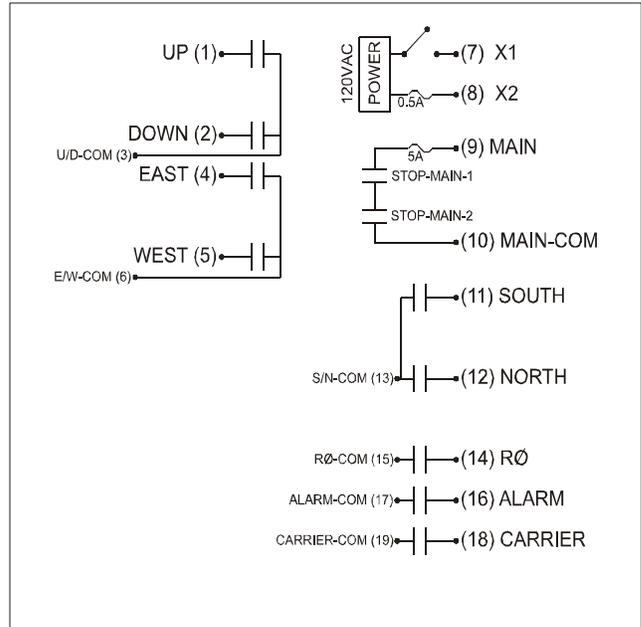 UP (1)
DOWN (2)
U/D-COM (3)
EAST (4)
WEST (5)
E/W-COM (6)
120VAC
POWER
(7) X1
0.5A
(8) X2
5A
(9) MAIN
STOP-MAIN-1
STOP-MAIN-2
(10) MAIN-COM
(11) SOUTH
S/N-COM (13)
(12) NORTH
RØ-COM (15)
(14) RØ
ALARM-COM (17)
(16) ALARM
CARRIER-COM (19)
(18) CARRIER